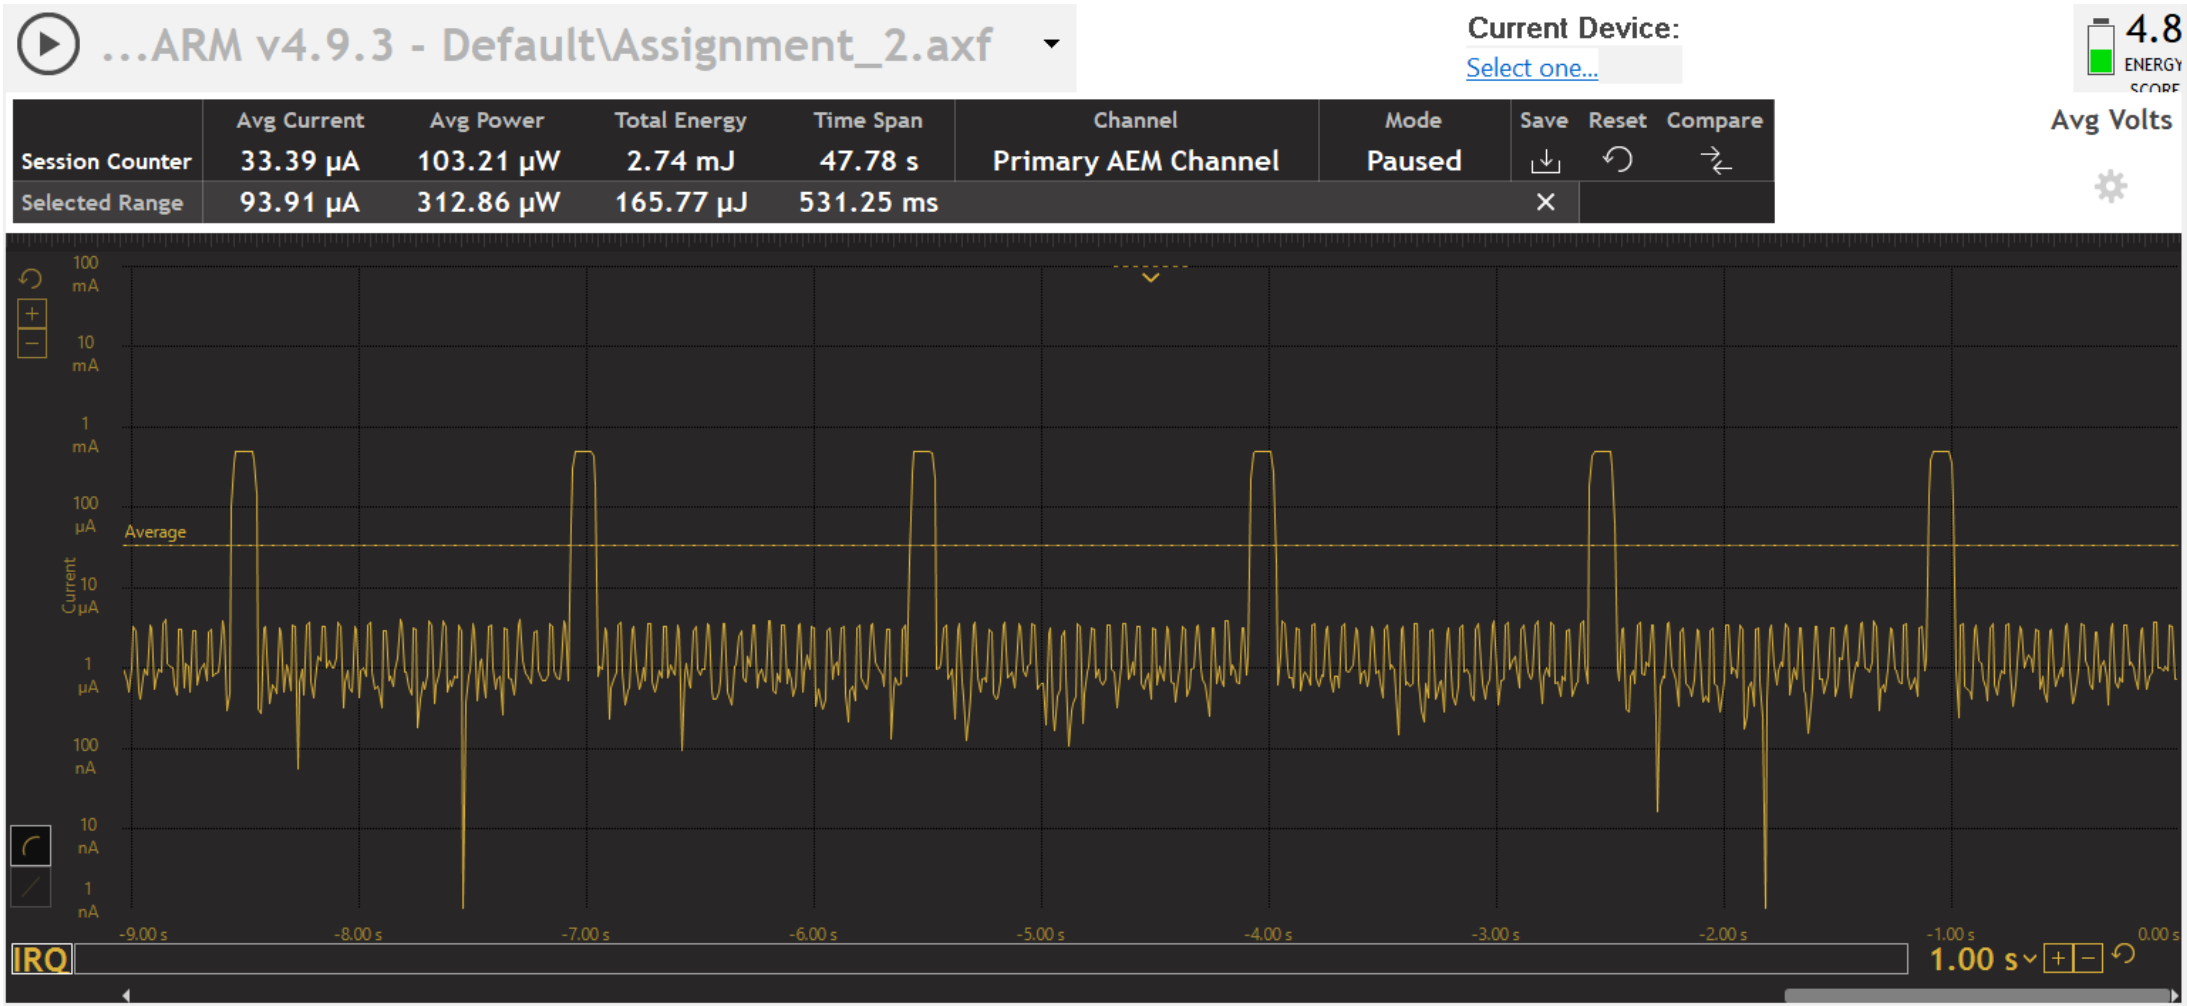 ...ARM v4.9.3 - Default\Assignment_2.axf
Current Device:
Select one...
4.8
ENERGY
SCORE
Avg Volts
Avg Current Avg Power Total Energy Time Span Channel Mode Save Reset Compare
Session Counter 33.39 µA 103.21 µW 2.74 mJ 47.78 s Primary AEM Channel Paused
Selected Range 93.91 µA 312.86 µW 165.77 µJ 531.25 ms
100
mA
10
mA
1
mA
100
µA
Average
Current
10
µA
1
µA
100
nA
10
nA
1
nA
-9.00 s -8.00 s -7.00 s -6.00 s -5.00 s -4.00 s -3.00 s -2.00 s -1.00 s 0.00 s
IRQ 1.00 s